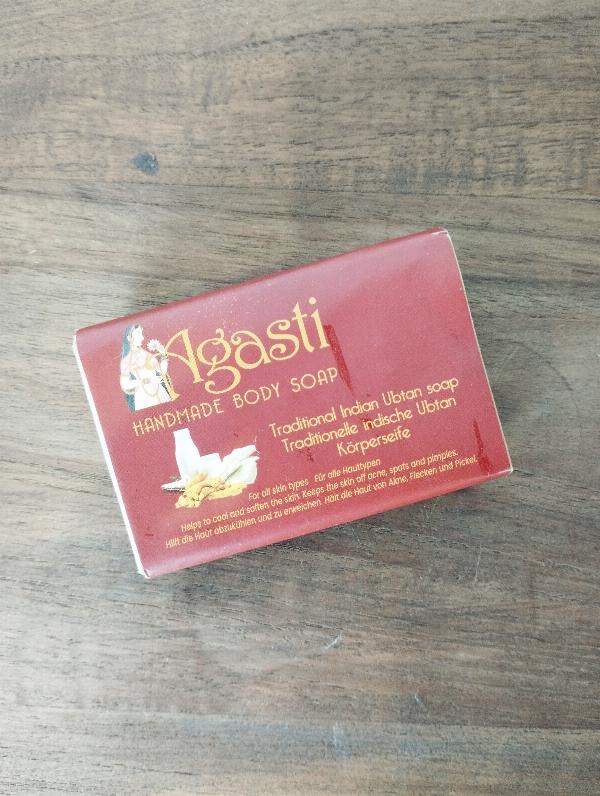 Agasti
HANDMADE BODY SOAP
Traditional Indian Ubtan soap
Traditionelle indische Ubtan
Körperseife
For all skin types Für alle Hauttypen
Helps to cool and soften the skin. Keeps the skin off acne, spots and pimples.
Hilft die Haut abzukühlen und zu erweichen. Hält die Haut von Akne, Flecken und Pickel.